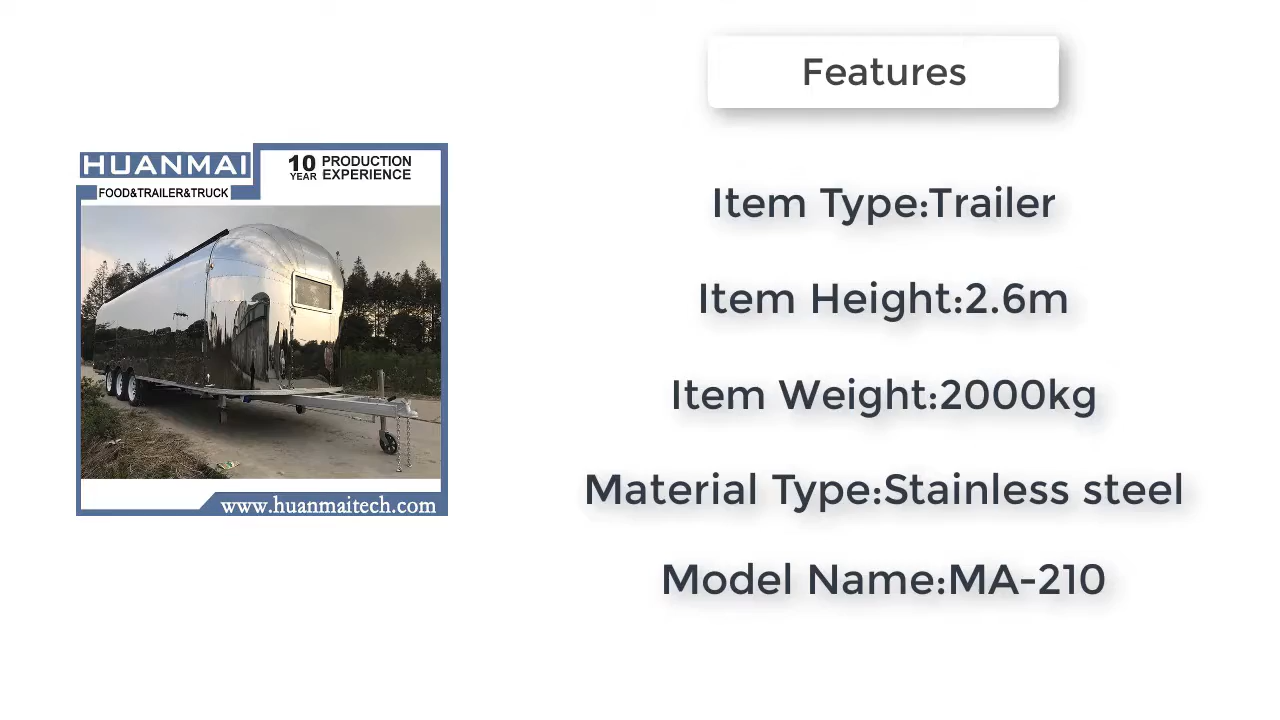 Features
HUANMAI
FOOD&TRAILER&TRUCK
10 YEAR PRODUCTION EXPERIENCE
www.huanmaitech.com
Item Type:Trailer
Item Height:2.6m
Item Weight:2000kg
Material Type:Stainless steel
Model Name:MA-210